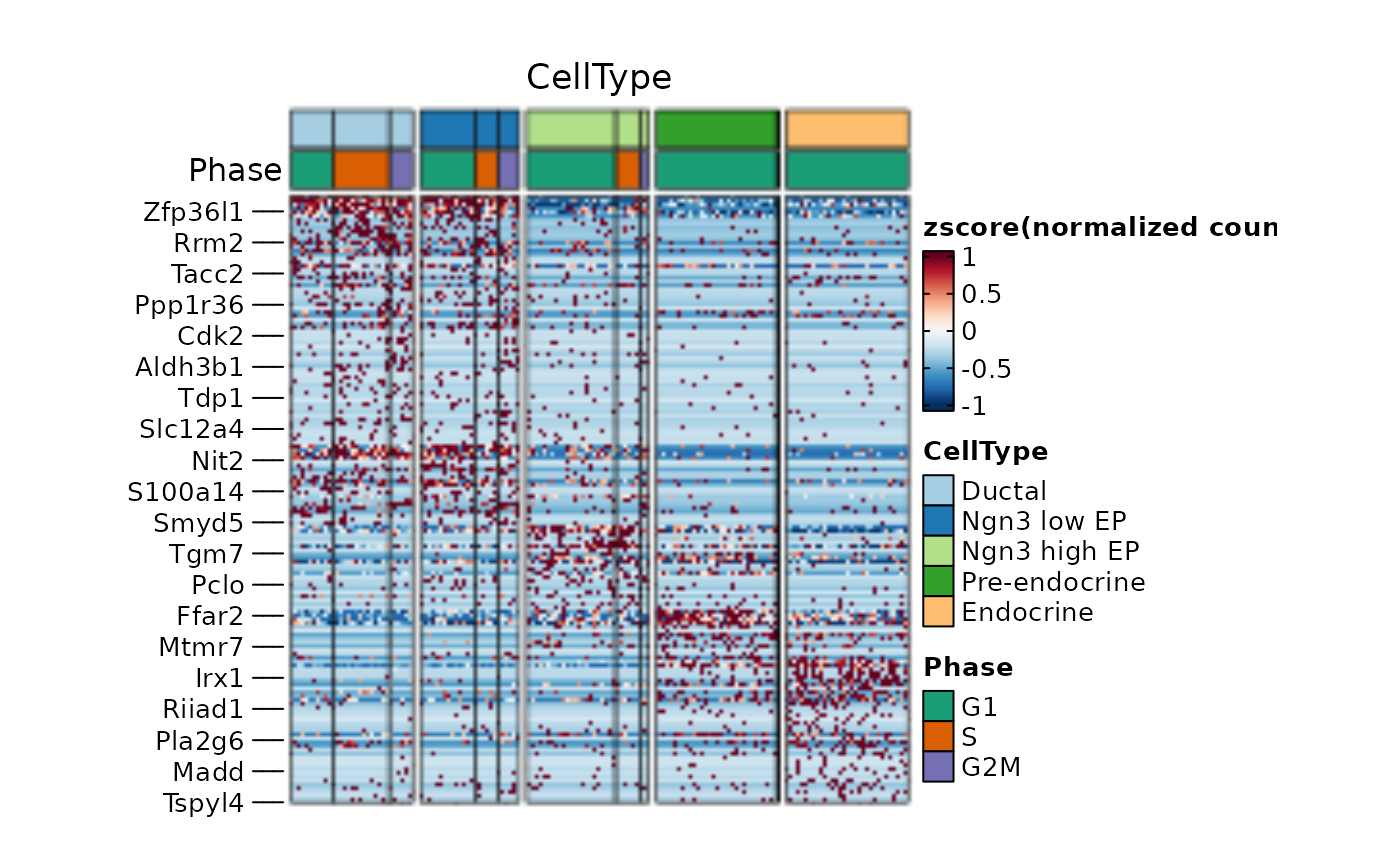 CellType
Phase
Zfp36l1
Rrm2
Tacc2
Ppp1r36
Cdk2
Aldh3b1
Tdp1
Slc12a4
Nit2
S100a14
Smyd5
Tgm7
Pclo
Ffar2
Mtmr7
Irx1
Riiad1
Pla2g6
Madd
Tspyl4
zscore(normalized coun
1
0.5
0
-0.5
-1
CellType
Ductal
Ngn3 low EP
Ngn3 high EP
Pre-endocrine
Endocrine
Phase
G1
S
G2M